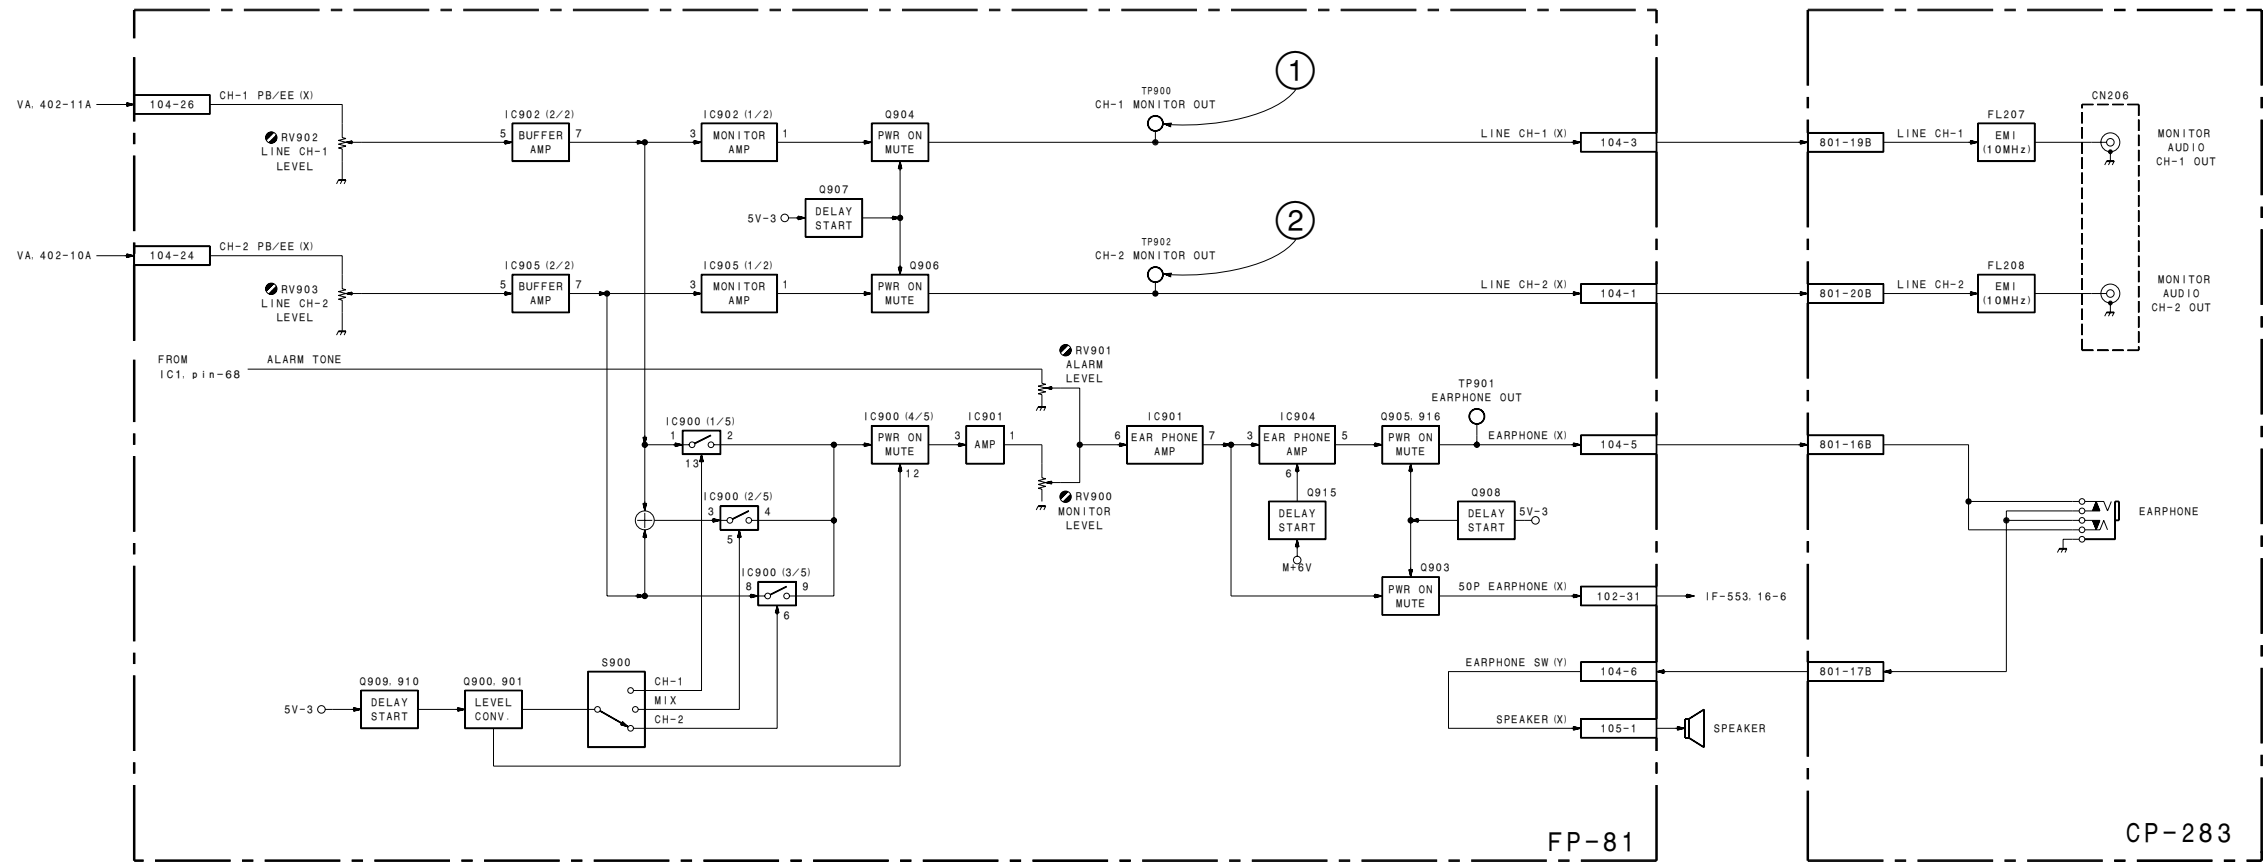 1
TP900
CH-1 MONITOR OUT
VA. 402-11A
104-26
CH-1 PB/EE (X)
RV902
LINE CH-1
LEVEL
IC902 (2/2)
5
BUFFER
AMP
7
IC902 (1/2)
3
MONITOR
AMP
1
Q904
PWR ON
MUTE
LINE CH-1 (X)
104-3
801-19B
LINE CH-1
FL207
EMI
(10MHz)
CN206
MONITOR
AUDIO
CH-1 OUT
Q907
5V-3
DELAY
START
2
TP902
CH-2 MONITOR OUT
VA. 402-10A
104-24
CH-2 PB/EE (X)
RV903
LINE CH-2
LEVEL
IC905 (2/2)
5
BUFFER
AMP
7
IC905 (1/2)
3
MONITOR
AMP
1
Q906
PWR ON
MUTE
LINE CH-2 (X)
104-1
801-20B
LINE CH-2
FL208
EMI
(10MHz)
MONITOR
AUDIO
CH-2 OUT
FROM
IC1. pin-68
ALARM TONE
RV901
ALARM
LEVEL
IC900 (1/5)
1
2
13
IC900 (4/5)
PWR ON
MUTE
12
IC901
3
AMP
1
RV900
MONITOR
LEVEL
IC901
6
EAR PHONE
AMP
7
IC904
3
EAR PHONE
AMP
5
6
Q905. 916
PWR ON
MUTE
TP901
EARPHONE OUT
EARPHONE (X)
104-5
801-16B
IC900 (2/5)
3
4
5
Q915
DELAY
START
M+6V
Q908
DELAY
START
5V-3
EARPHONE
IC900 (3/5)
8
9
6
Q903
PWR ON
MUTE
50P EARPHONE (X)
102-31
IF-553. 16-6
S900
CH-1
MIX
CH-2
EARPHONE SW (Y)
104-6
801-17B
5V-3
Q909. 910
DELAY
START
Q900. 901
LEVEL
CONV.
SPEAKER (X)
105-1
SPEAKER
FP-81
CP-283